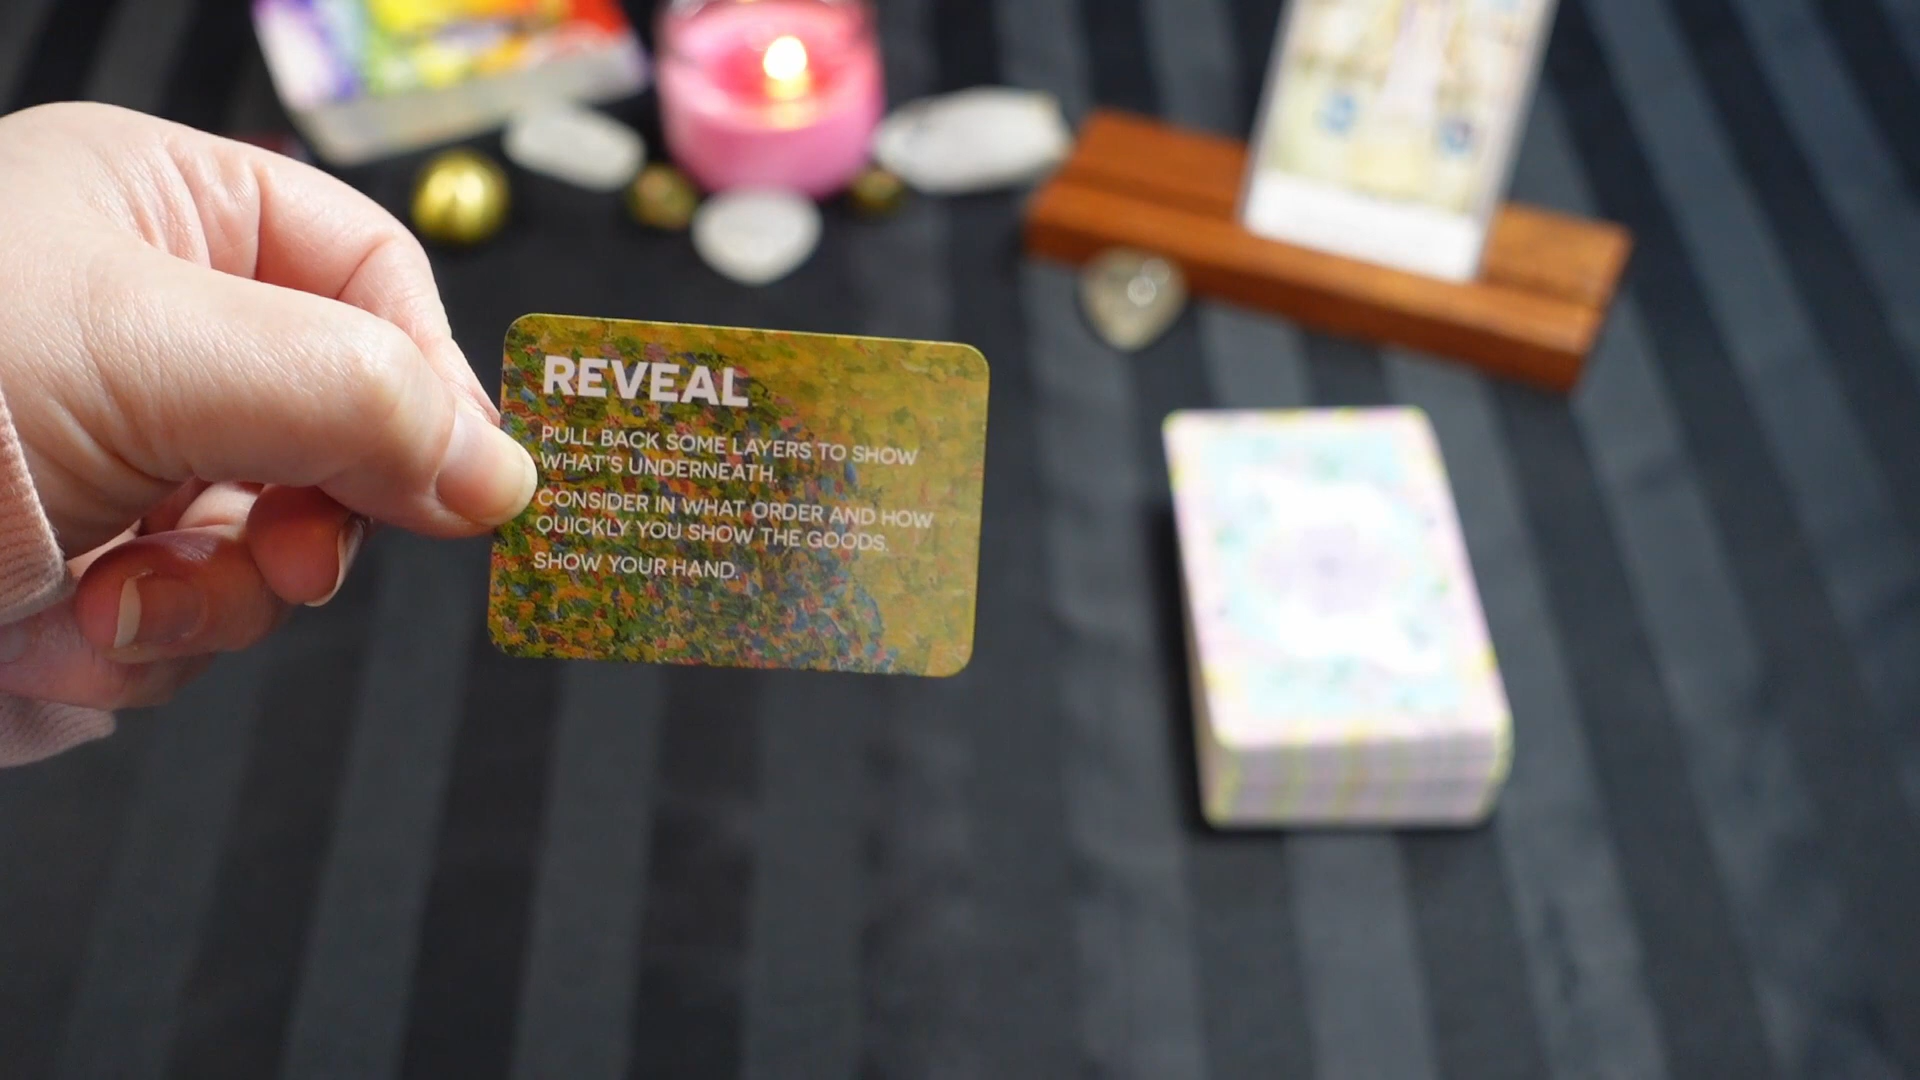 REVEAL
PULL BACK SOME LAYERS TO SHOW
WHAT'S UNDERNEATH.
CONSIDER IN WHAT ORDER AND HOW
QUICKLY YOU SHOW THE GOODS.
SHOW YOUR HAND.